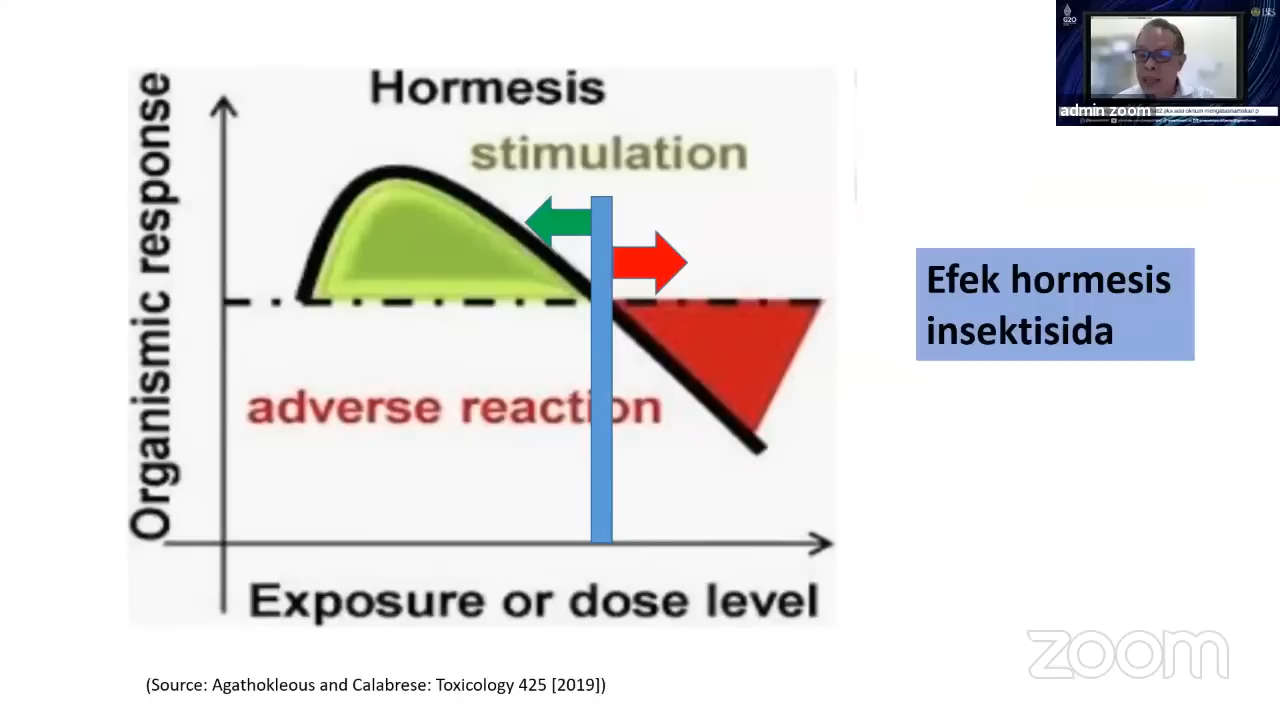 G20
Hormesis
stimulation
Organismic response
adverse reaction
Efek hormesis
insektisida
Exposure or dose level
admin zoom
zoom
(Source: Agathokleous and Calabrese: Toxicology 425 [2019])